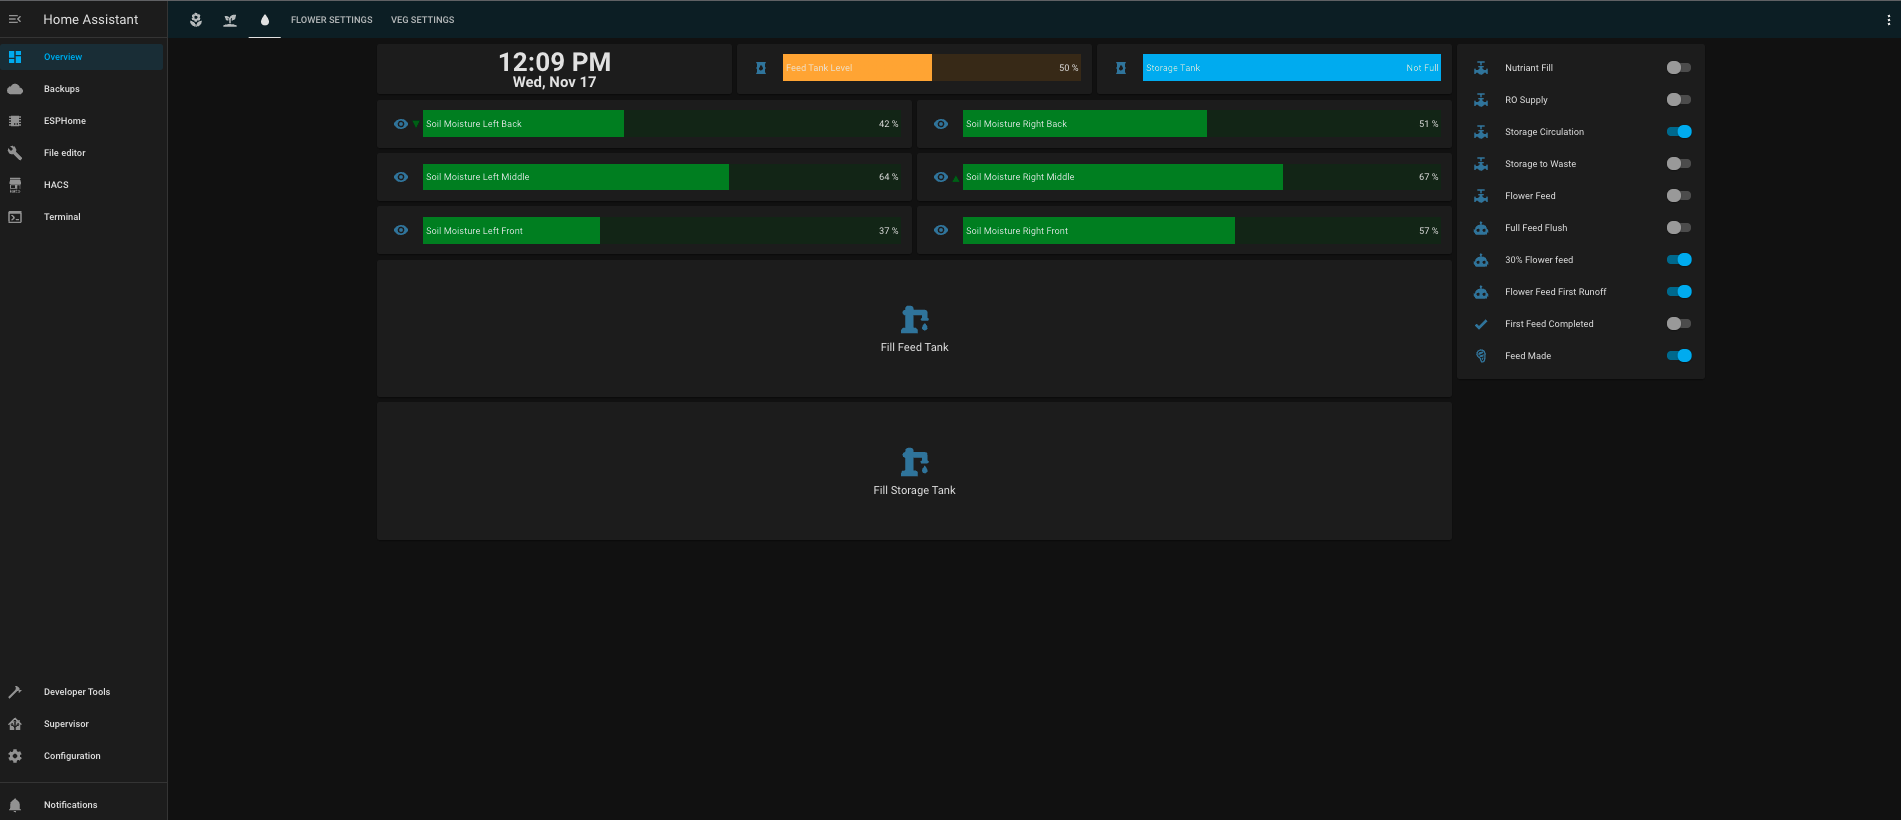 Home Assistant
FLOWER SETTINGS
VEG SETTINGS
Overview
Backups
ESPHome
File editor
HACS
Terminal
Developer Tools
Supervisor
Configuration
Notifications
12:09 PM
Wed, Nov 17
Feed Tank Level 50 %
Storage Tank Not Full
Soil Moisture Left Back 42 %
Soil Moisture Right Back 51 %
Soil Moisture Left Middle 64 %
Soil Moisture Right Middle 67 %
Soil Moisture Left Front 37 %
Soil Moisture Right Front 57 %
Fill Feed Tank
Fill Storage Tank
Nutriant Fill
RO Supply
Storage Circulation
Storage to Waste
Flower Feed
Full Feed Flush
30% Flower feed
Flower Feed First Runoff
First Feed Completed
Feed Made